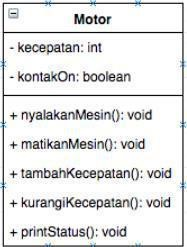 Motor
- kecepatan: int
- kontakOn: boolean
+ nyalakanMesin(): void
+ matikanMesin(): void
+ tambahKecepatan(): void
+ kurangiKecepatan(): void
+ printStatus(): void